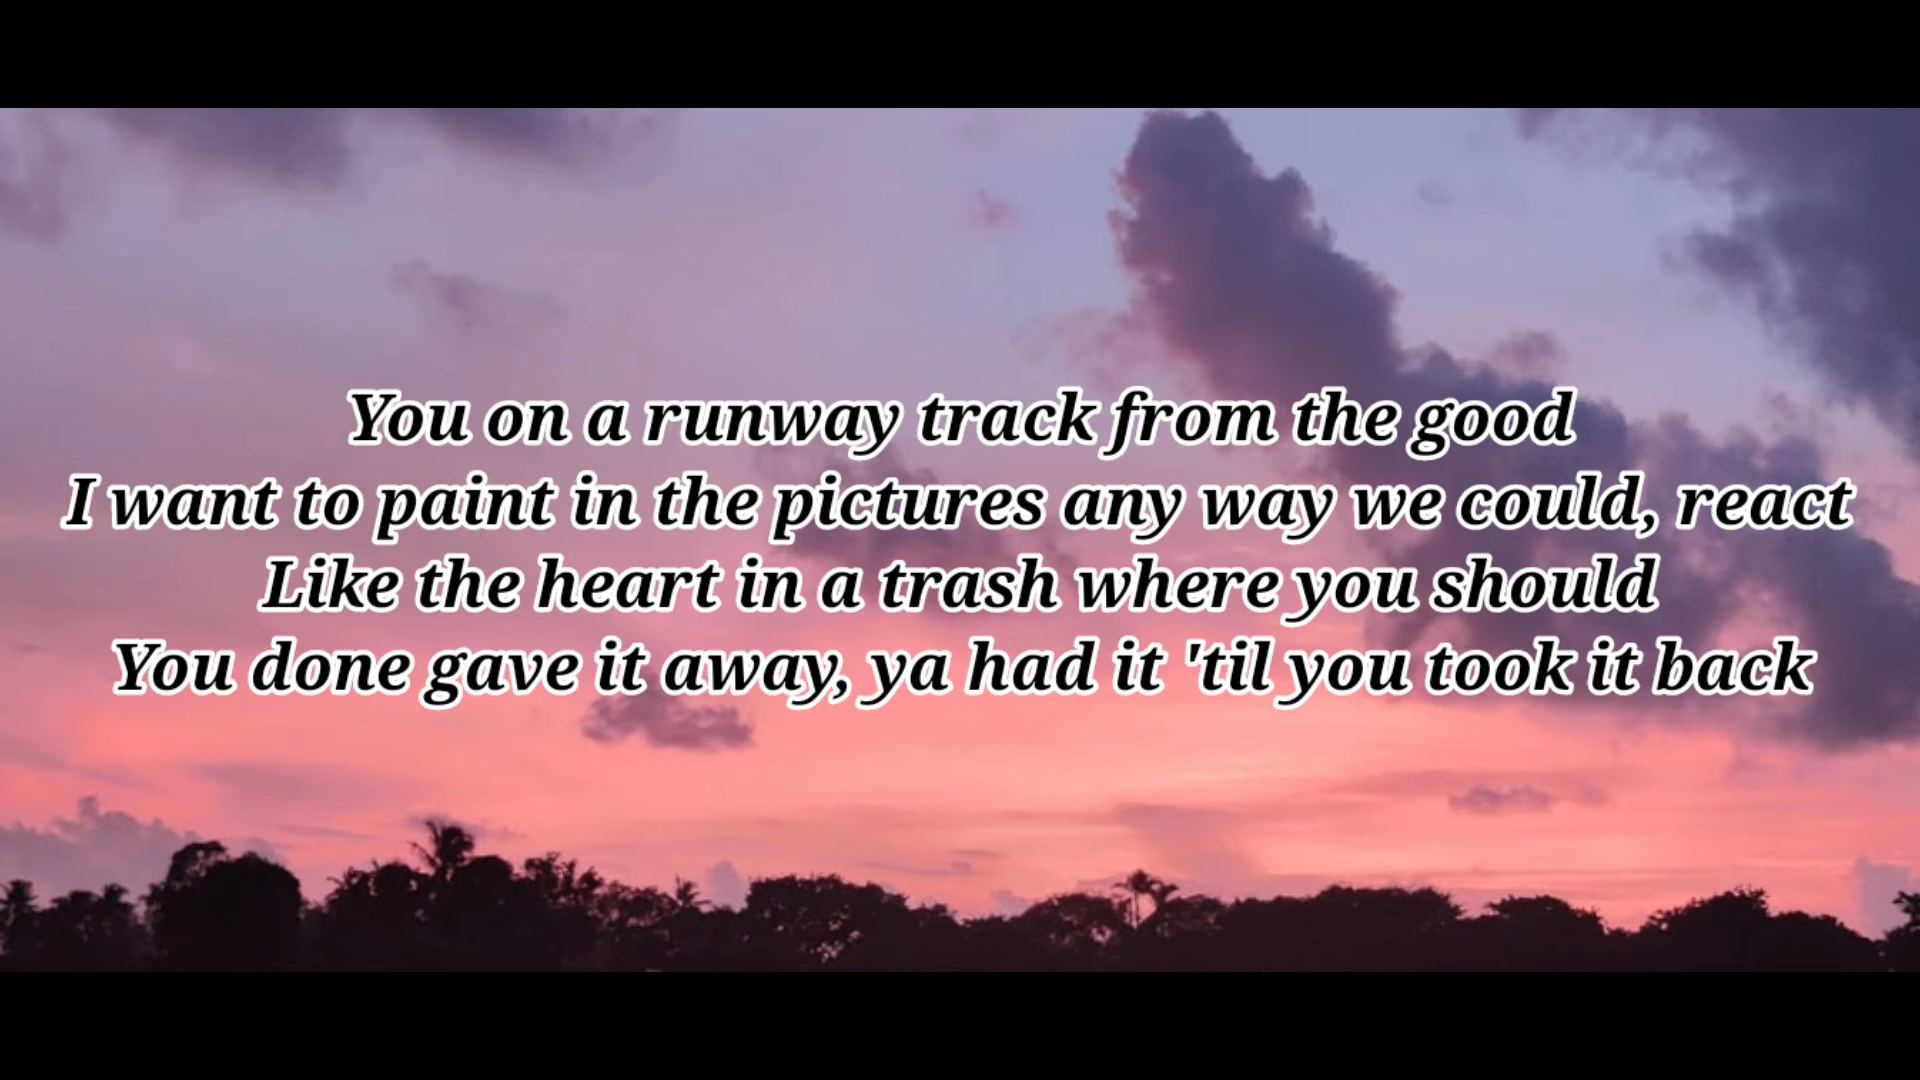 You on a runway track from the good
I want to paint in the pictures any way we could, react
Like the heart in a trash where you should
You done gave it away, ya had it 'til you took it back